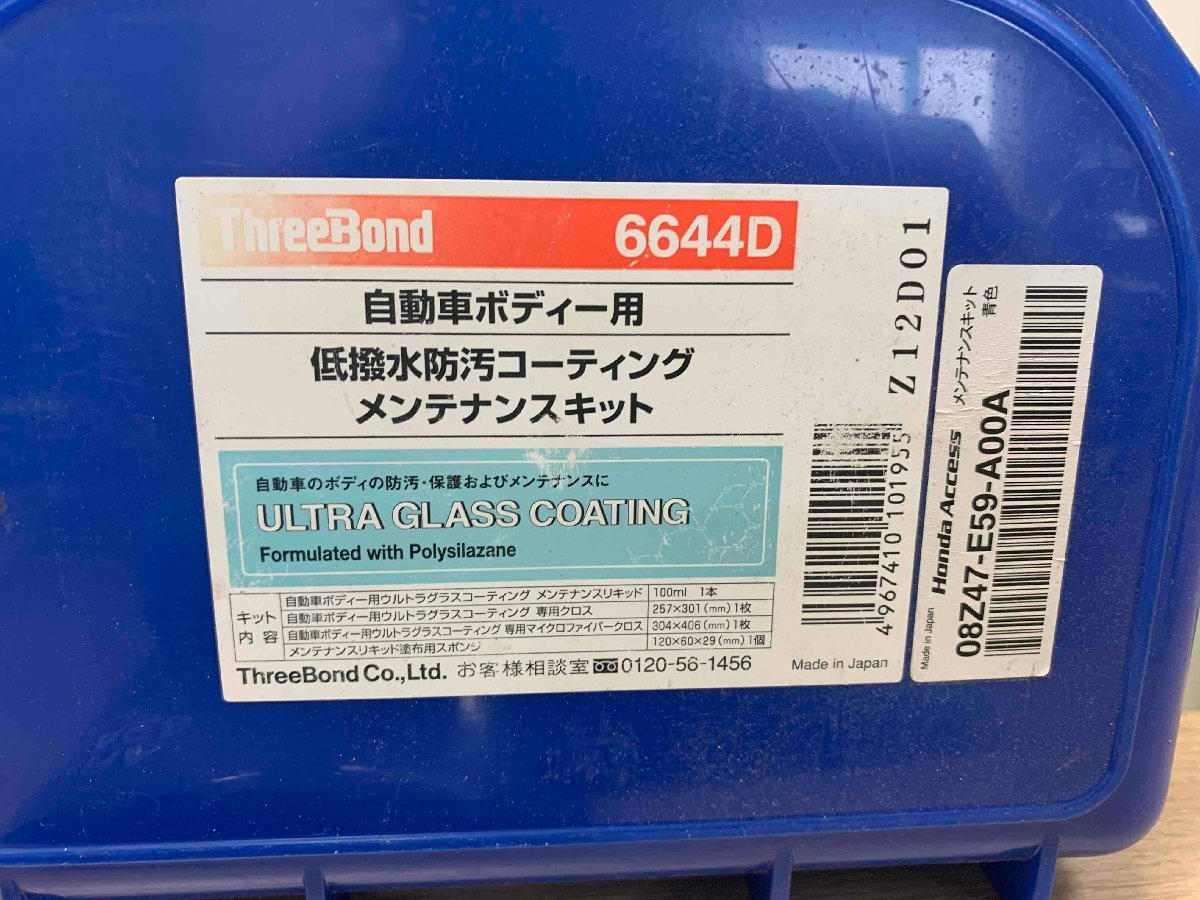 ThreeBond 6644D
自動車ボディー用
低撥水防汚コーティング
メンテナンスキット
自動車のボディの防汚・保護およびメンテナンスに
ULTRA GLASS COATING
Formulated with Polysilazane
キット内容
自動車ボディー用ウルトラグラスコーティング メンテナンスリキッド 100ml 1本
自動車ボディー用ウルトラグラスコーティング 専用クロス 257×301(mm)1枚
自動車ボディー用ウルトラグラスコーティング 専用マイクロファイバークロス 304×406(mm)1枚
メンテナンスリキッド塗布用スポンジ 120×60×29(mm)1個
ThreeBond Co.,Ltd. お客様相談室 0120-56-1456
Made in Japan
Z12D01
4967410101955
メンテナンスキット
青色
Honda Access
08Z47-E59-A00A
Made in Japan